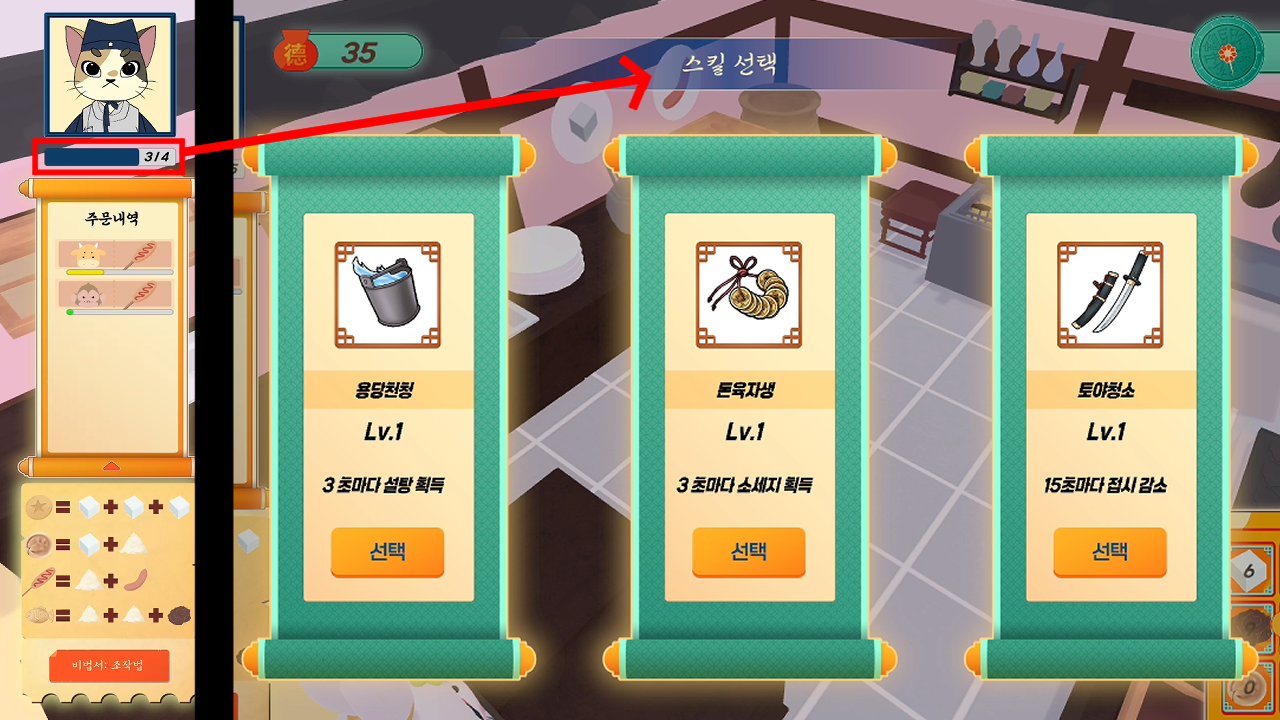 3/4
주문내역
=
+
+
=
+
=
+
=
+
+
비법서: 조작법
德
35
스킬 선택
용당천청
Lv.1
3 초마다 설탕 획득
선택
돈육자생
Lv.1
3 초마다 소세지 획득
선택
토야청소
Lv.1
15초마다 접시 감소
선택
6
0